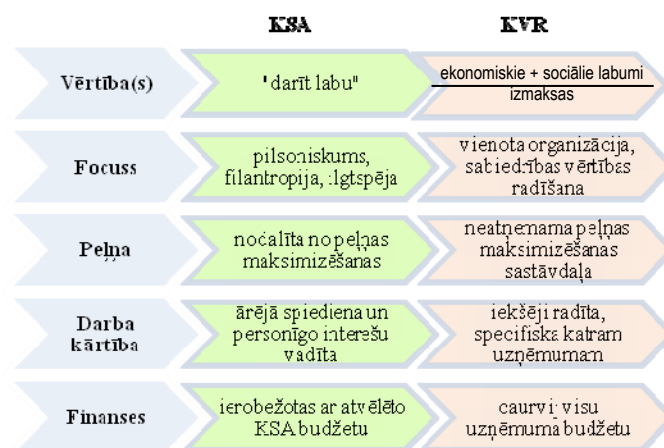 KSA KVR
Vērtība(s)
"darīt labu"
ekonomiskie + sociālie labumi
izmaksas
Focuss
pilsoniskums,
filantropija, ilgtspēja
vienota organizācija,
sabiedrības vērtības
radīšana
Peļņa
nodalīta no peļņas
maksimizēšanas
neatņemama peļņas
maksimizēšanas
sastāvdaļa
Darba
kārtība
ārējā spiediena un
personīgo interešu
vadīta
iekšēji radīta,
specifiska katram
uzņēmumam
Finanses
ierobežotas ar atvēlēto
KSA budžetu
caurvij visu
uzņēmuma budžetu